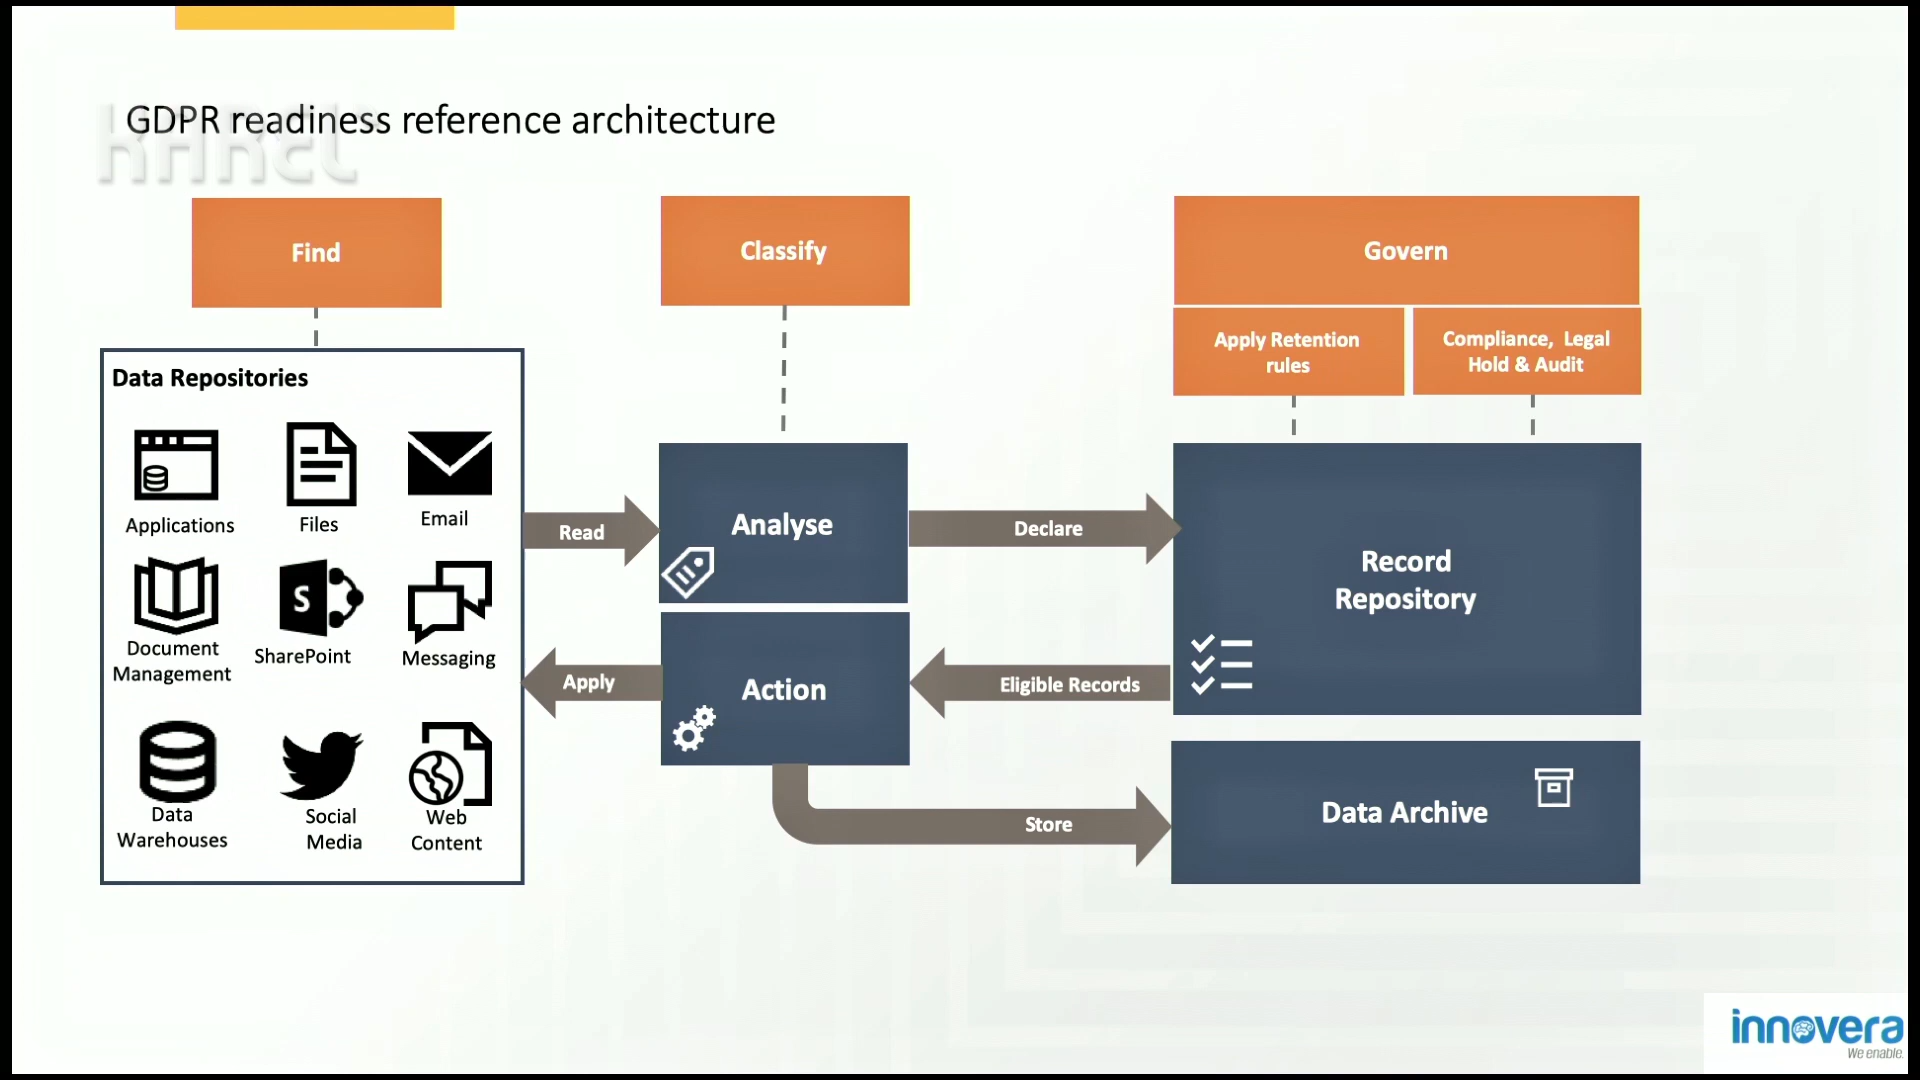 KAREL
GDPR readiness reference architecture
Find
Classify
Govern
Apply Retention
rules
Compliance, Legal
Hold & Audit
Data Repositories
Applications
Files
Email
Document
Management
SharePoint
Messaging
Data
Warehouses
Social
Media
Web
Content
Read
Analyse
Declare
Record
Repository
Apply
Action
Eligible Records
Store
Data Archive
innovera
We enable.